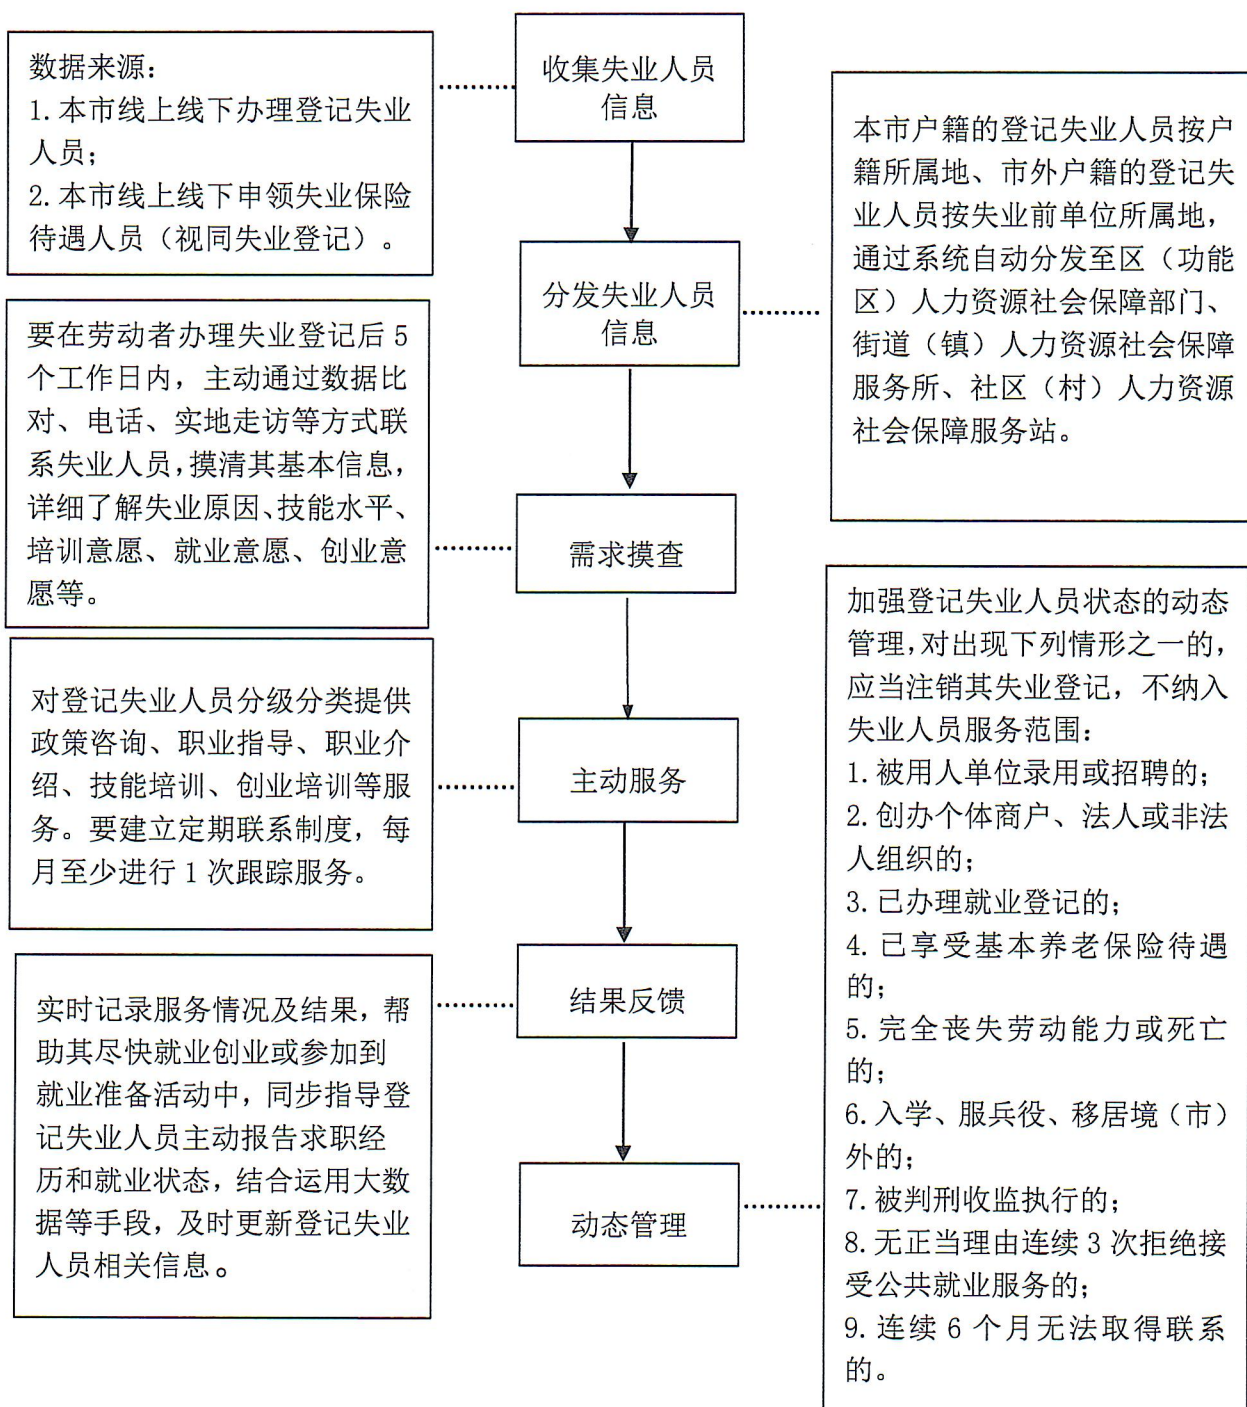 收集失业人员
信息
数据来源：
1.本市线上线下办理登记失业
人员；
2.本市线上线下申领失业保险
待遇人员（视同失业登记）。
分发失业人员
信息
本市户籍的登记失业人员按户
籍所属地、市外户籍的登记失
业人员按失业前单位所属地，
通过系统自动分发至区（功能
区）人力资源社会保障部门、
街道（镇）人力资源社会保障
服务所、社区（村）人力资源
社会保障服务站。
需求摸查
要在劳动者办理失业登记后 5
个工作日内，主动通过数据比
对、电话、实地走访等方式联
系失业人员，摸清其基本信息，
详细了解失业原因、技能水平、
培训意愿、就业意愿、创业意
愿等。
主动服务
对登记失业人员分级分类提供
政策咨询、职业指导、职业介
绍、技能培训、创业培训等服
务。要建立定期联系制度，每
月至少进行 1 次跟踪服务。
结果反馈
实时记录服务情况及结果，帮
助其尽快就业创业或参加到
就业准备活动中，同步指导登
记失业人员主动报告求职经
历和就业状态，结合运用大数
据等手段，及时更新登记失业
人员相关信息。
动态管理
加强登记失业人员状态的动态
管理，对出现下列情形之一的，
应当注销其失业登记，不纳入
失业人员服务范围：
1.被用人单位录用或招聘的；
2.创办个体商户、法人或非法
人组织的；
3.已办理就业登记的；
4.已享受基本养老保险待遇
的；
5.完全丧失劳动能力或死亡
的；
6.入学、服兵役、移居境（市）
外的；
7.被判刑收监执行的；
8.无正当理由连续 3 次拒绝接
受公共就业服务的；
9.连续 6 个月无法取得联系
的。